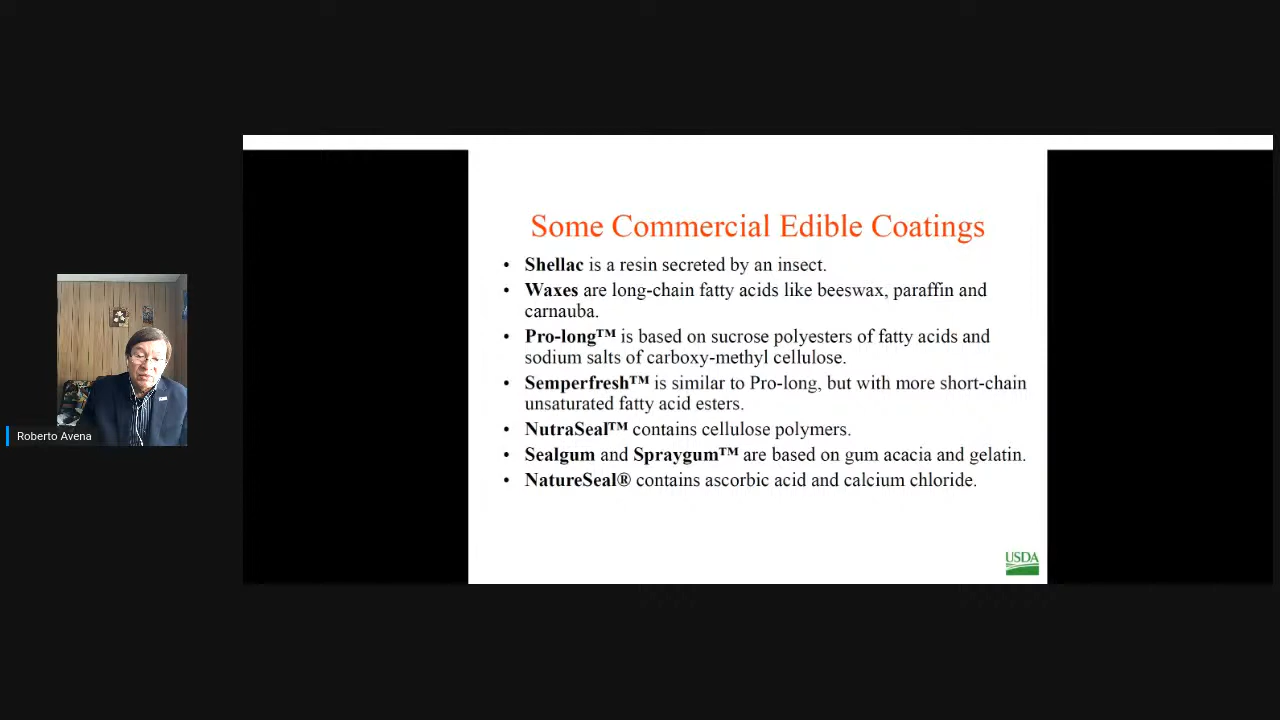 Some Commercial Edible Coatings
• Shellac is a resin secreted by an insect.
• Waxes are long-chain fatty acids like beeswax, paraffin and
carnauba.
• Pro-long™ is based on sucrose polyesters of fatty acids and
sodium salts of carboxy-methyl cellulose.
• Semperfresh™ is similar to Pro-long, but with more short-chain
unsaturated fatty acid esters.
• NutraSeal™ contains cellulose polymers.
• Sealgum and Spraygum™ are based on gum acacia and gelatin.
• NatureSeal® contains ascorbic acid and calcium chloride.
USDA
Roberto Avena